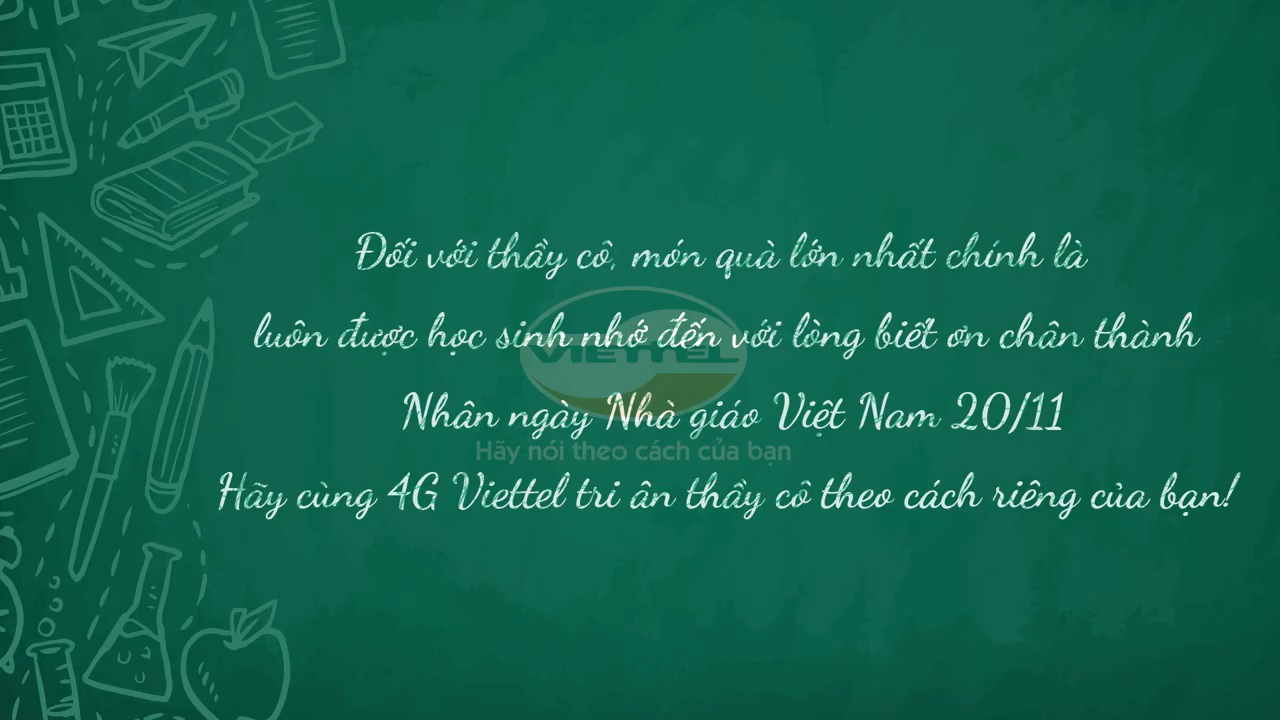 Đối với thầy cô, món quà lớn nhất chính là
luôn được học sinh nhớ đến với lòng biết ơn chân thành
VIETTEL
Nhân ngày Nhà giáo Việt Nam 20/11
Hãy nói theo cách của bạn
Hãy cùng 4G Viettel tri ân thầy cô theo cách riêng của bạn!